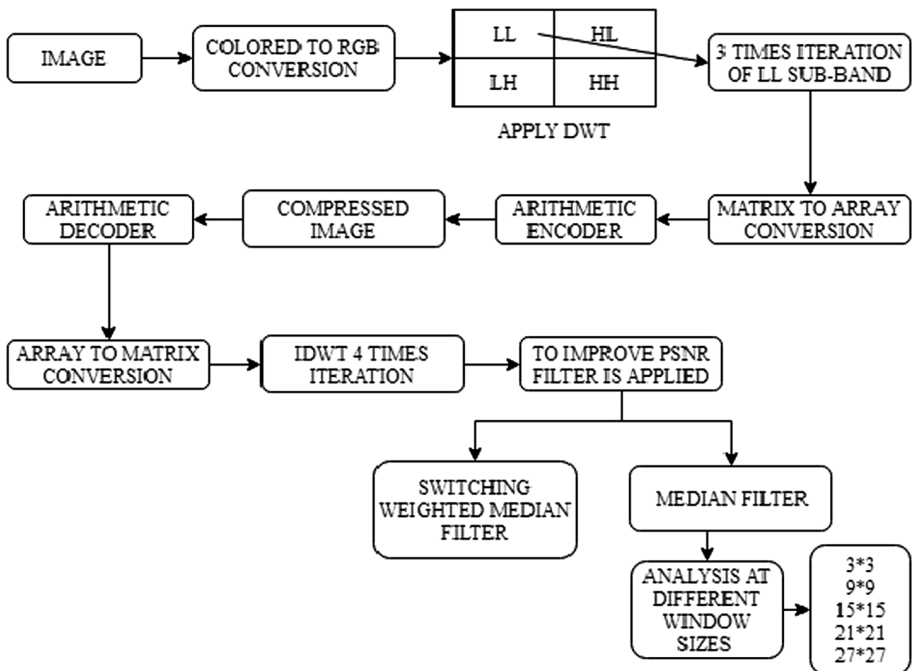 IMAGE
COLORED TO RGB
CONVERSION
LL
HL
LH
HH
APPLY DWT
3 TIMES ITERATION
OF LL SUB-BAND
ARITHMETIC
DECODER
COMPRESSED
IMAGE
ARITHMETIC
ENCODER
MATRIX TO ARRAY
CONVERSION
ARRAY TO MATRIX
CONVERSION
IDWT 4 TIMES
ITERATION
TO IMPROVE PSNR
FILTER IS APPLIED
SWITCHING
WEIGHTED MEDIAN
FILTER
MEDIAN FILTER
ANALYSIS AT
DIFFERENT
WINDOW
SIZES
3*3
9*9
15*15
21*21
27*27